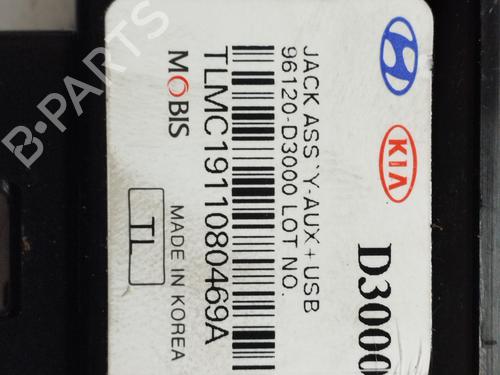 KIA
D3000
JACK ASS`Y-AUX+USB
96120-D3000 LOT NO.
TLMC1911080469A
MOBIS
MADE IN KOREA
TL
B-PARTS